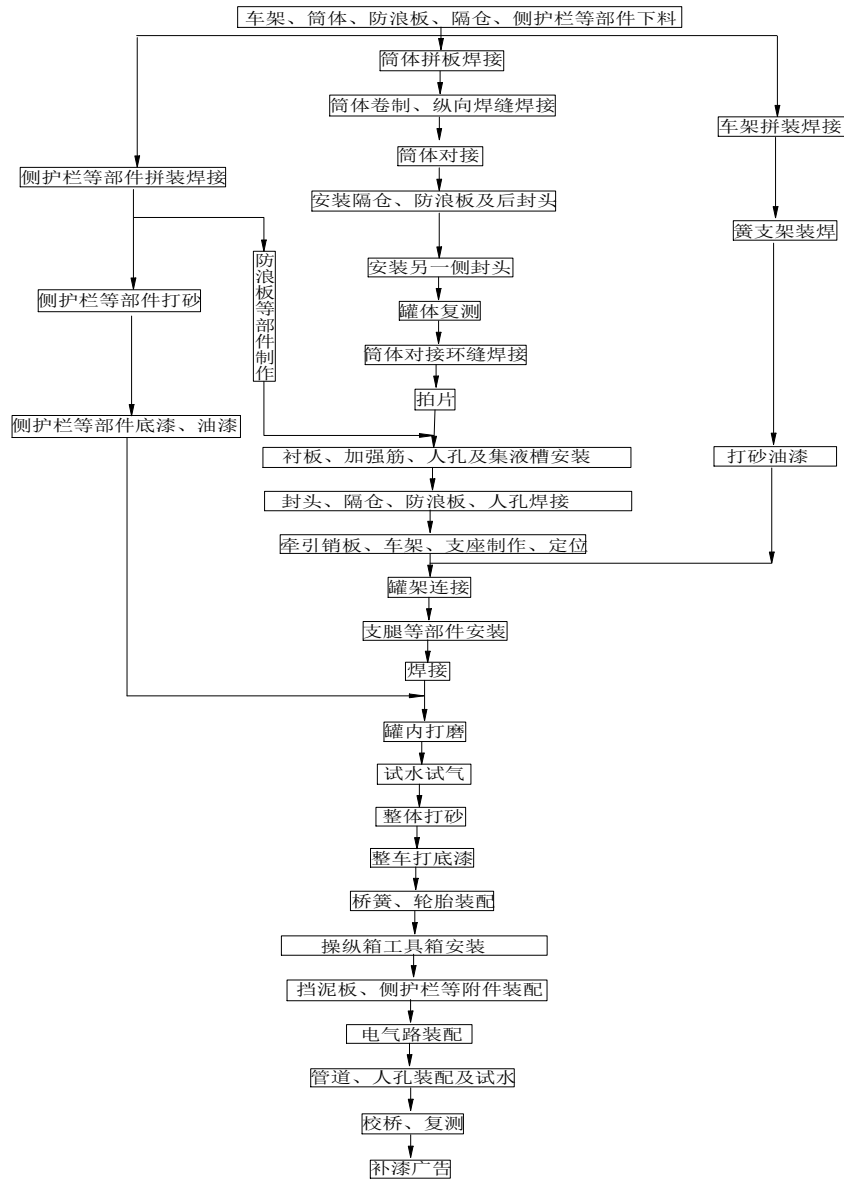 车架、筒体、防浪板、隔仓、侧护栏等部件下料
筒体拼板焊接
筒体卷制、纵向焊缝焊接
车架拼装焊接
筒体对接
侧护栏等部件拼装焊接
安装隔仓、防浪板及后封头
簧支架装焊
防浪板等部件制作
安装另一侧封头
侧护栏等部件打砂
罐体复测
筒体对接环缝焊接
拍片
侧护栏等部件底漆、油漆
衬板、加强筋、人孔及集液槽安装
打砂油漆
封头、隔仓、防浪板、人孔焊接
牵引销板、车架、支座制作、定位
罐架连接
支腿等部件安装
焊接
罐内打磨
试水试气
整体打砂
整车打底漆
桥簧、轮胎装配
操纵箱工具箱安装
挡泥板、侧护栏等附件装配
电气路装配
管道、人孔装配及试水
校桥、复测
补漆广告